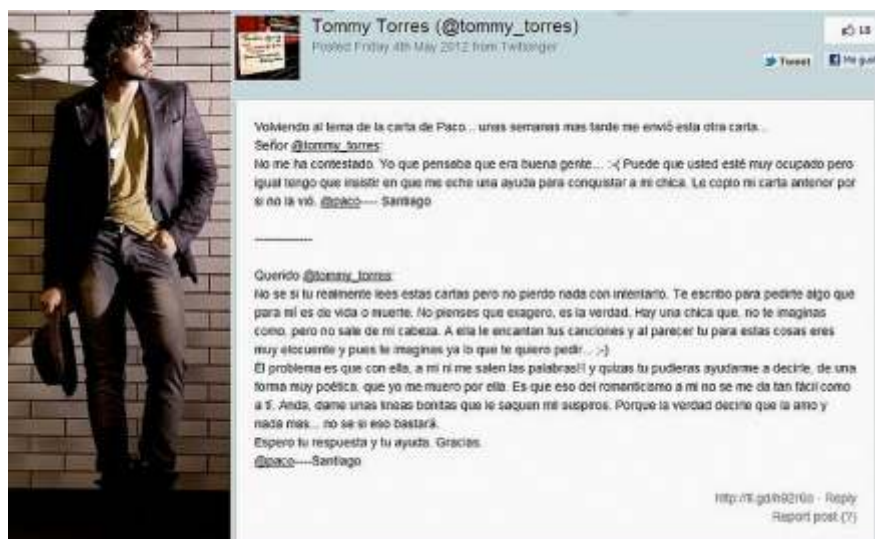 Tommy Torres (@tommy_torres)
Posted Friday 4th May 2012 from Twitlonger
18
Tweet
Me gus
Volviendo al tema de la carta de Paco... unas semanas mas tarde me envió esta otra carta...
Señor @tommy_torres:
No me ha contestado. Yo que pensaba que era buena gente... :-( Puede que usted esté muy ocupado pero
igual tengo que insistir en que me eche una ayuda para conquistar a mi chica. Le copio mi carta anterior por
si no la vió. @paco---- Santiago
--------------
Querido @tommy_torres:
No se si tu realmente lees estas cartas pero no pierdo nada con intentarlo. Te escribo para pedirte algo que
para mi es de vida o muerte. No pienses que exagero, es la verdad. Hay una chica que, no te imaginas
como, pero no sale de mi cabeza. A ella le encantan tus canciones y al parecer tu para estas cosas eres
muy elocuente y pues te imaginas ya lo que te quiero pedir... ;-)
El problema es que con ella, a mi ni me salen las palabras!! y quizas tu pudieras ayudarme a decirle, de una
forma muy poética, que yo me muero por ella. Es que eso del romanticismo a mi no se me da tan fácil como
a tí. Anda, dame unas lineas bonitas que le saquen mil suspiros. Porque la verdad decirle que la amo y
nada mas... no se si eso bastará.
Espero tu respuesta y tu ayuda. Gracias.
@paco----Santiago
- Reply
Report post (?)